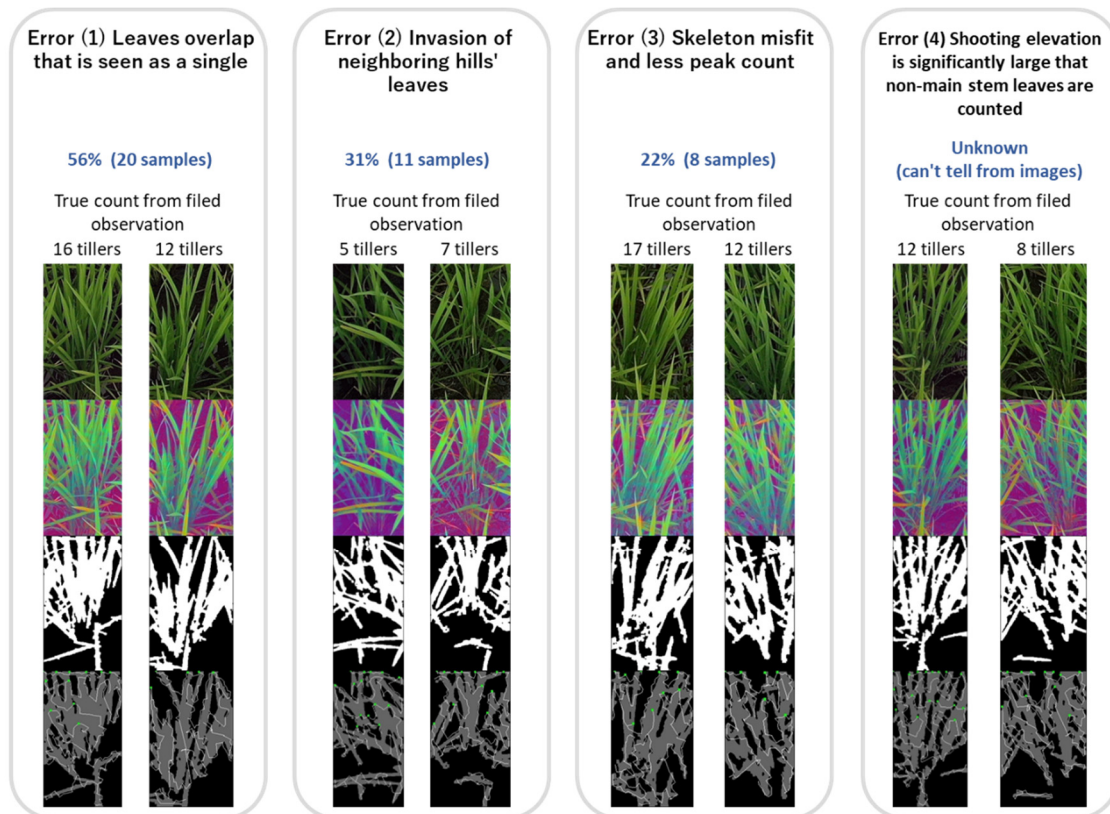 Error (1) Leaves overlap
that is seen as a single
56% (20 samples)
True count from filed
observation
16 tillers 12 tillers
Error (2) Invasion of
neighboring hills'
leaves
31% (11 samples)
True count from filed
observation
5 tillers 7 tillers
Error (3) Skeleton misfit
and less peak count
22% (8 samples)
True count from filed
observation
17 tillers 12 tillers
Error (4) Shooting elevation
is significantly large that
non-main stem leaves are
counted
Unknown
(can't tell from images)
True count from filed
observation
12 tillers 8 tillers